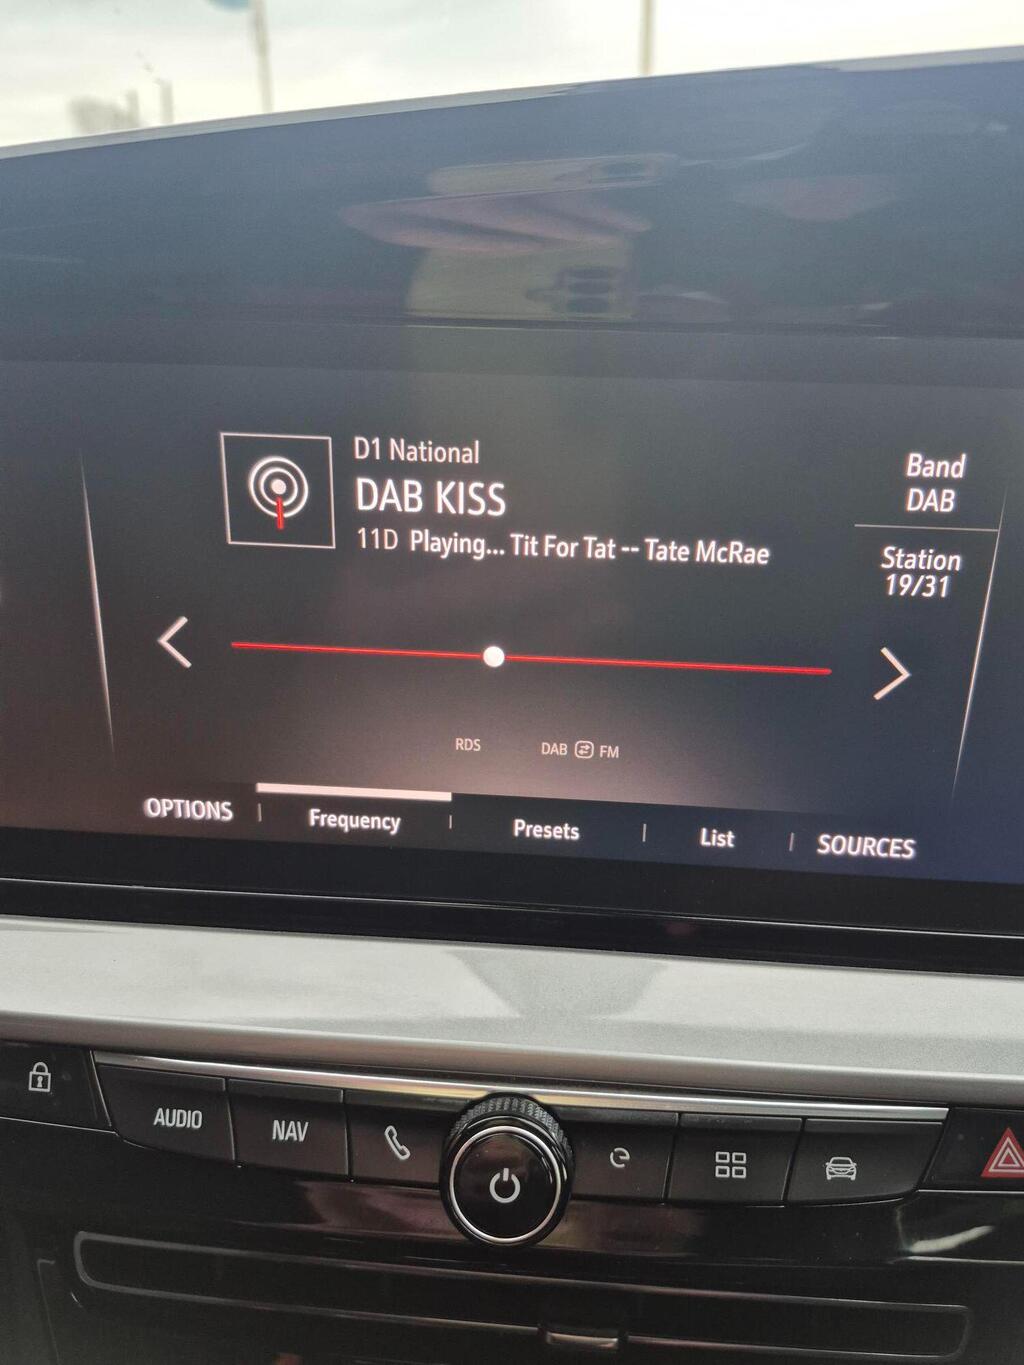 D1 National
DAB KISS
11D Playing... Tit For Tat -- Tate McRae
Band
DAB
Station
19/31
RDS
DAB FM
OPTIONS
Frequency
Presets
List
SOURCES
AUDIO
NAV